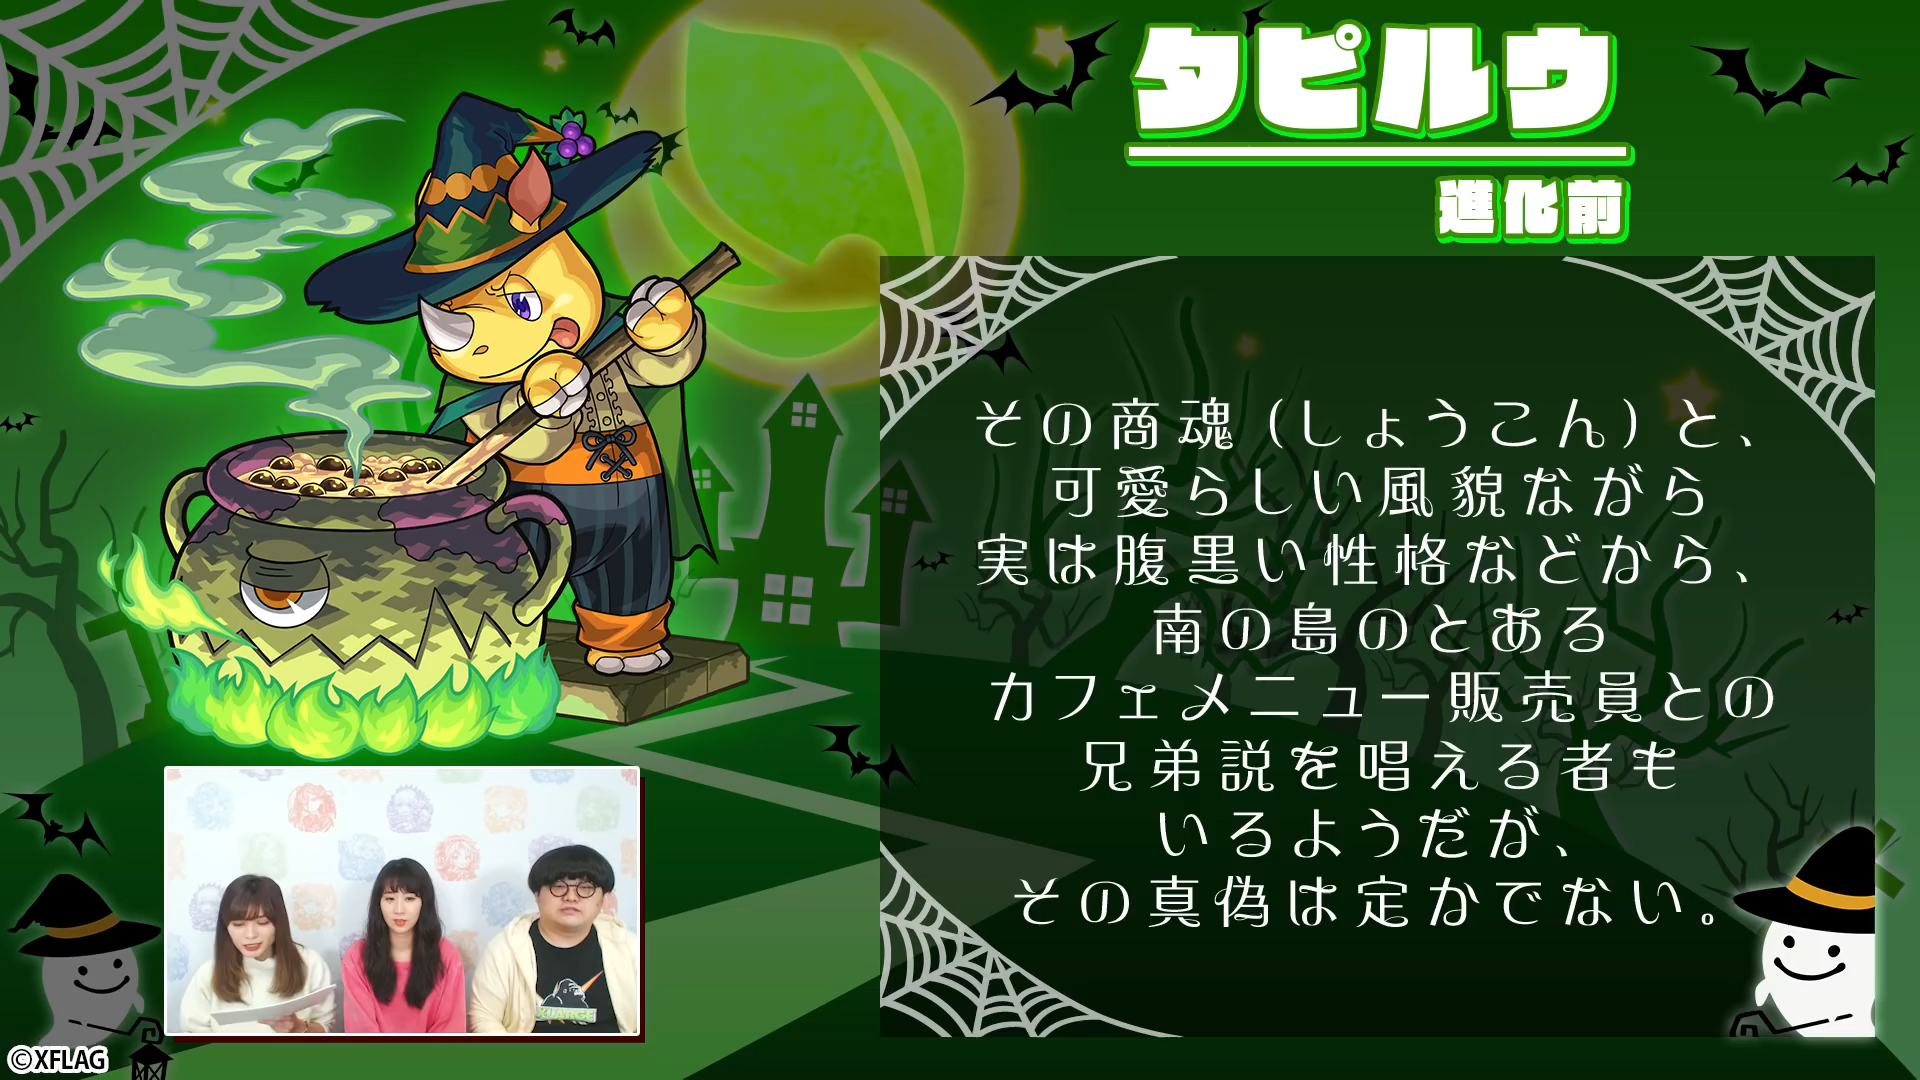 タピルウ
進化前
その商魂(しょうこん)と、
可愛らしい風貌ながら
実は腹黒い性格などから、
南の島のとある
カフェメニュー販売員との
兄弟説を唱える者も
いるようだが、
その真偽は定かでない。
XLARGE
©XFLAG